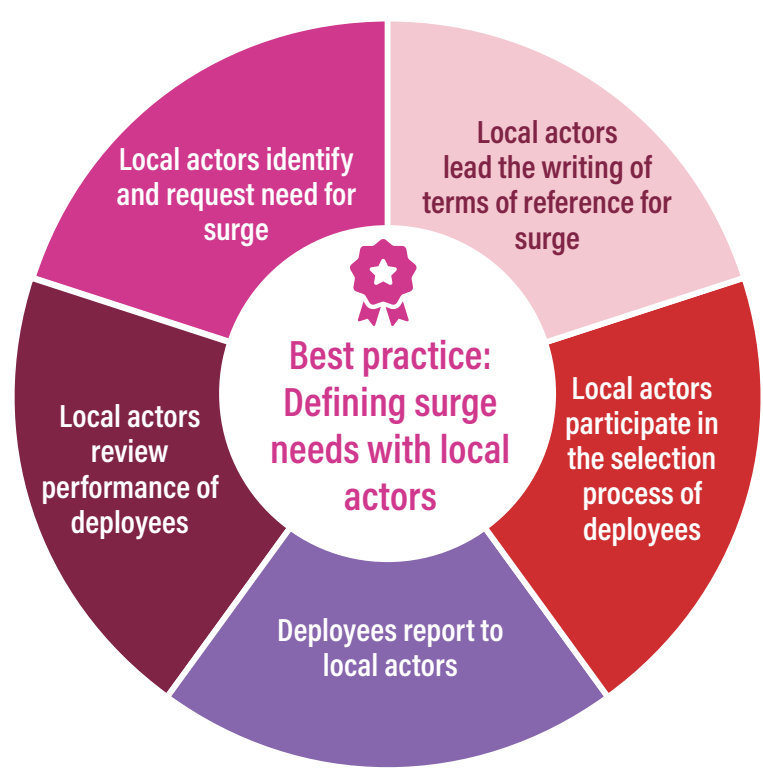 Local actors identify
and request need for
surge
Local actors
lead the writing of
terms of reference for
surge
Best practice:
Defining surge
needs with local
actors
Local actors
participate in
the selection
process of
deployees
Local actors
review
performance of
deployees
Deployees report to
local actors